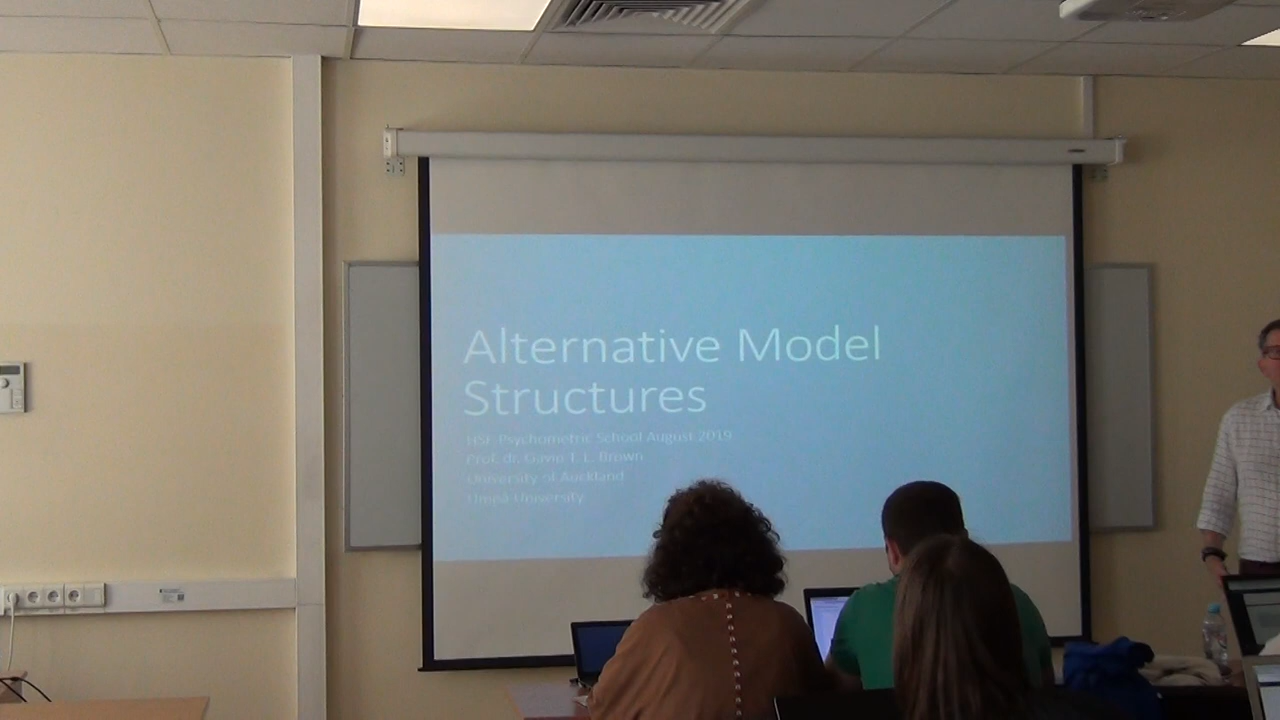 Alternative Model
Structures
HSE Psychometric School August 2019
Prof. dr. Gavin T. L. Brown
University of Auckland
Umeå University